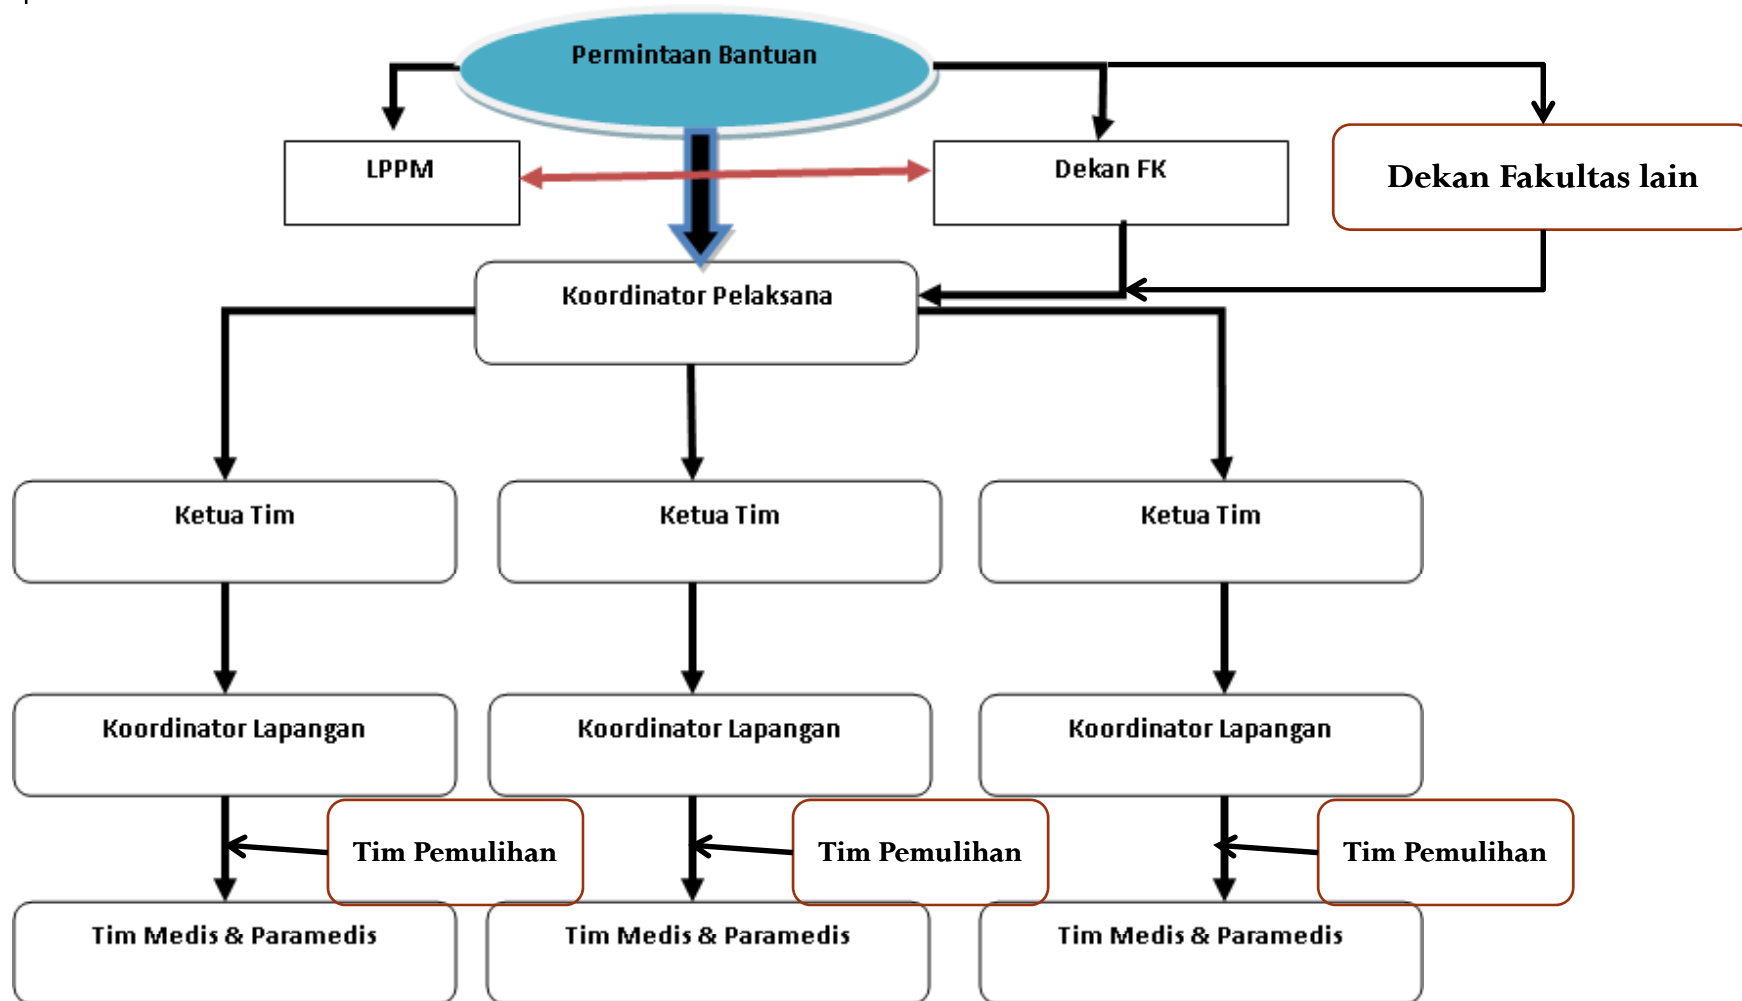 Permintaan Bantuan
LPPM
Dekan FK
Dekan Fakultas lain
Koordinator Pelaksana
Ketua Tim
Ketua Tim
Ketua Tim
Koordinator Lapangan
Koordinator Lapangan
Koordinator Lapangan
Tim Pemulihan
Tim Pemulihan
Tim Pemulihan
Tim Medis & Paramedis
Tim Medis & Paramedis
Tim Medis & Paramedis